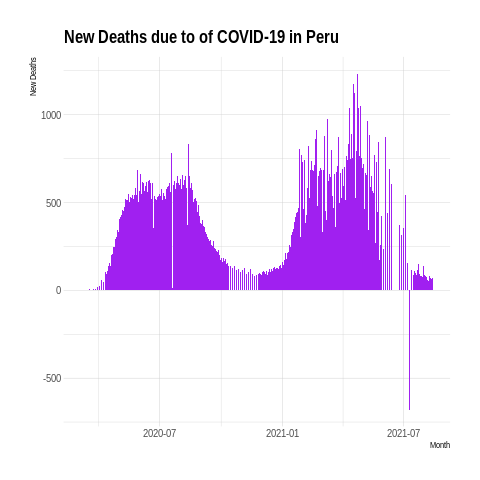 New Deaths due to of COVID-19 in Peru
New Deaths
1000
500
0
-500
2020-07
2021-01
2021-07
Month